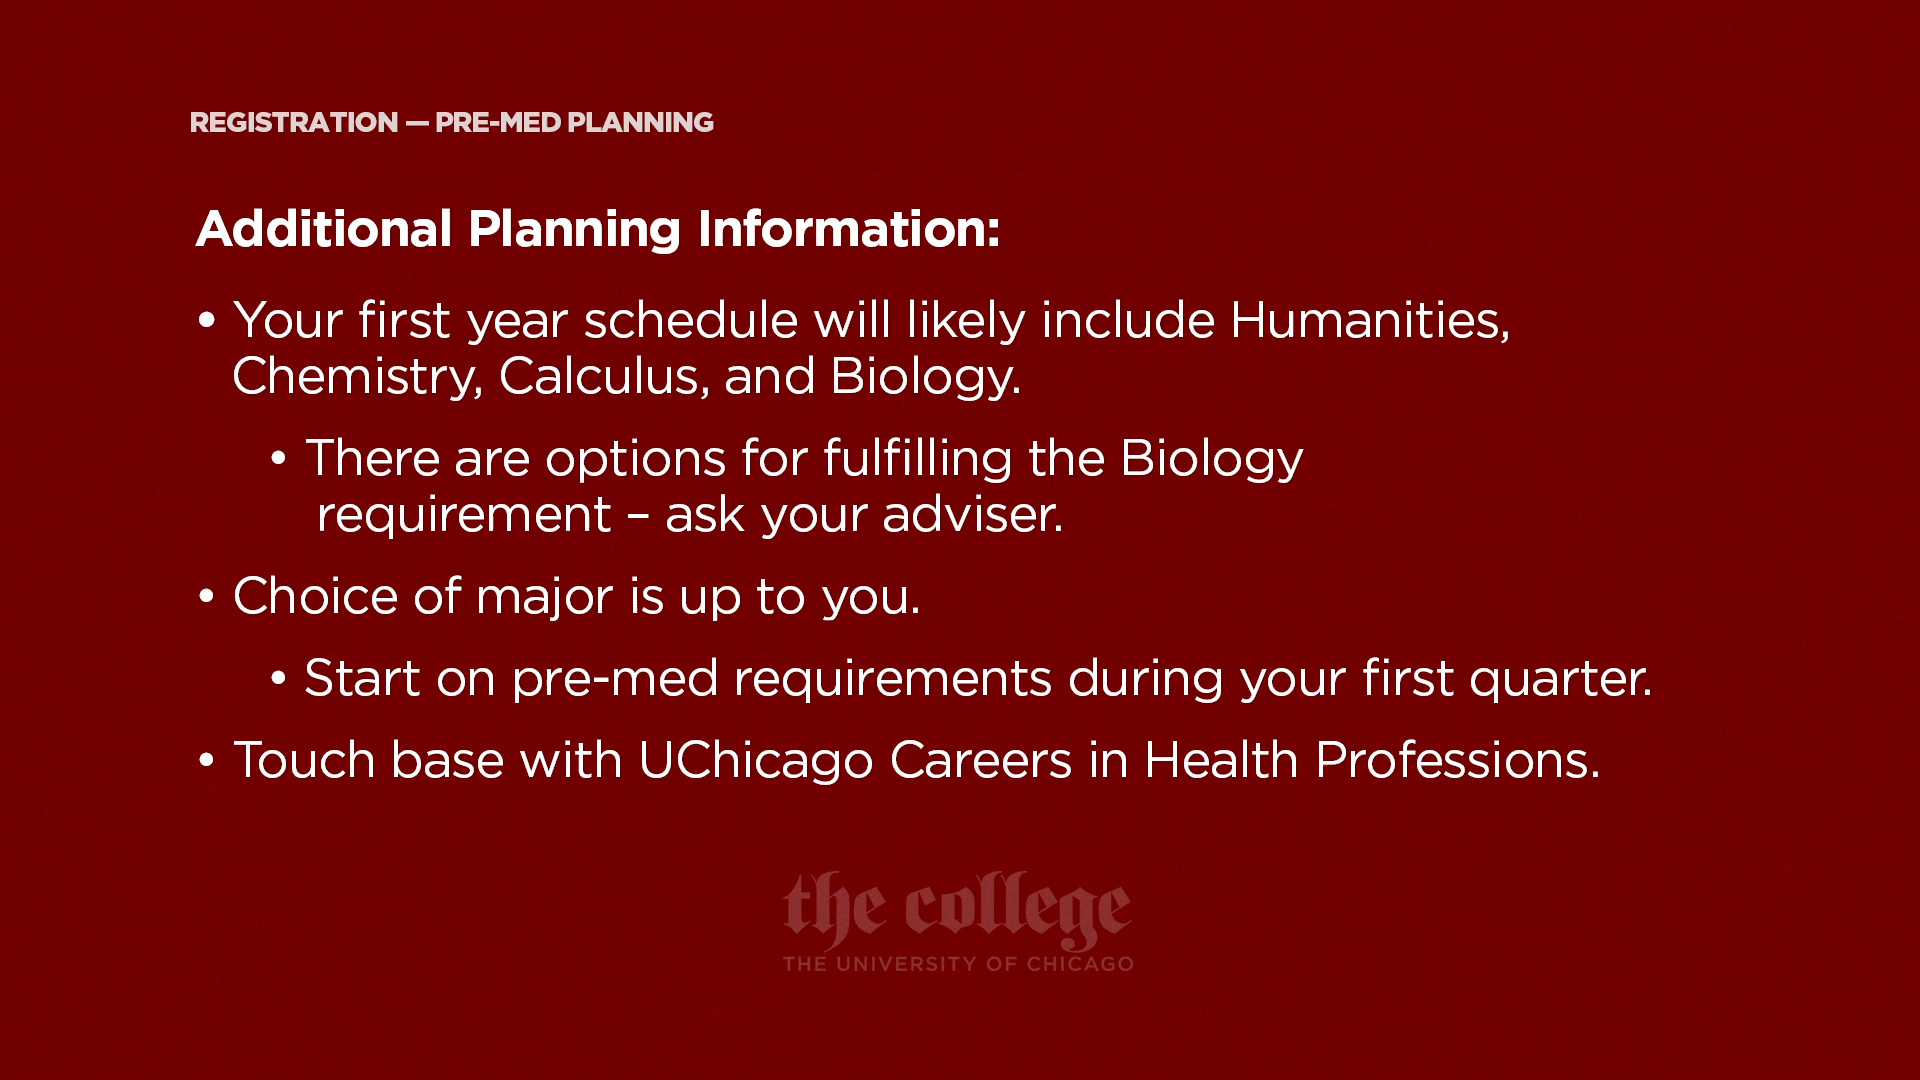 REGISTRATION — PRE-MED PLANNING
Additional Planning Information:
• Your first year schedule will likely include Humanities,
Chemistry, Calculus, and Biology.
• There are options for fulfilling the Biology
requirement – ask your adviser.
• Choice of major is up to you.
• Start on pre-med requirements during your first quarter.
• Touch base with UChicago Careers in Health Professions.
the college
THE UNIVERSITY OF CHICAGO